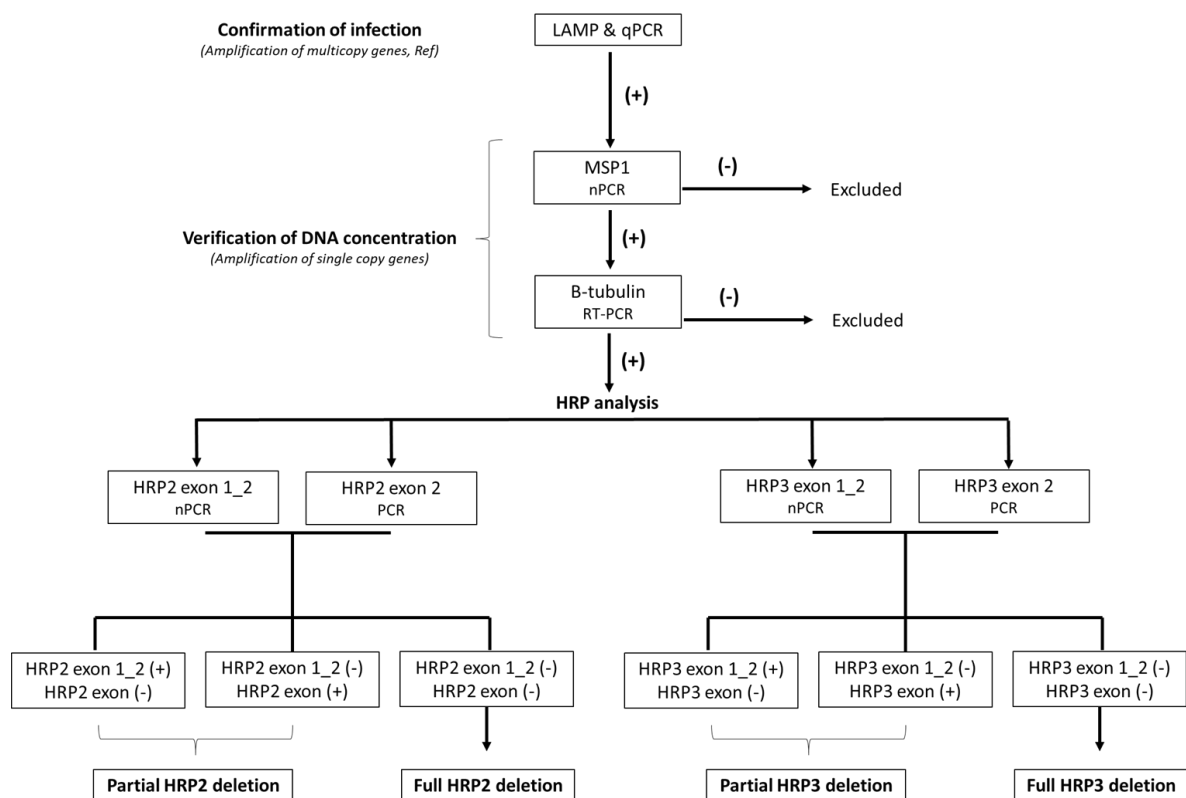 Confirmation of infection
(Amplification of multicopy genes, Ref)
LAMP & qPCR
(+)
MSP1
nPCR
(-)
Excluded
Verification of DNA concentration
(Amplification of single copy genes)
(+)
B-tubulin
RT-PCR
(-)
Excluded
(+)
HRP analysis
HRP2 exon 1_2
nPCR
HRP2 exon 2
PCR
HRP3 exon 1_2
nPCR
HRP3 exon 2
PCR
HRP2 exon 1_2 (+)
HRP2 exon (-)
HRP2 exon 1_2 (-)
HRP2 exon (+)
HRP2 exon 1_2 (-)
HRP2 exon (-)
HRP3 exon 1_2 (+)
HRP3 exon (-)
HRP3 exon 1_2 (-)
HRP3 exon (+)
HRP3 exon 1_2 (-)
HRP3 exon (-)
Partial HRP2 deletion
Full HRP2 deletion
Partial HRP3 deletion
Full HRP3 deletion